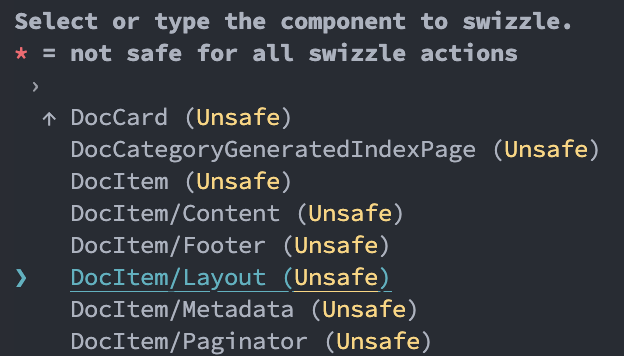 Select or type the component to swizzle.
* = not safe for all swizzle actions
›
↑ DocCard (Unsafe)
DocCategoryGeneratedIndexPage (Unsafe)
DocItem (Unsafe)
DocItem/Content (Unsafe)
DocItem/Footer (Unsafe)
❯ DocItem/Layout (Unsafe)
DocItem/Metadata (Unsafe)
DocItem/Paginator (Unsafe)